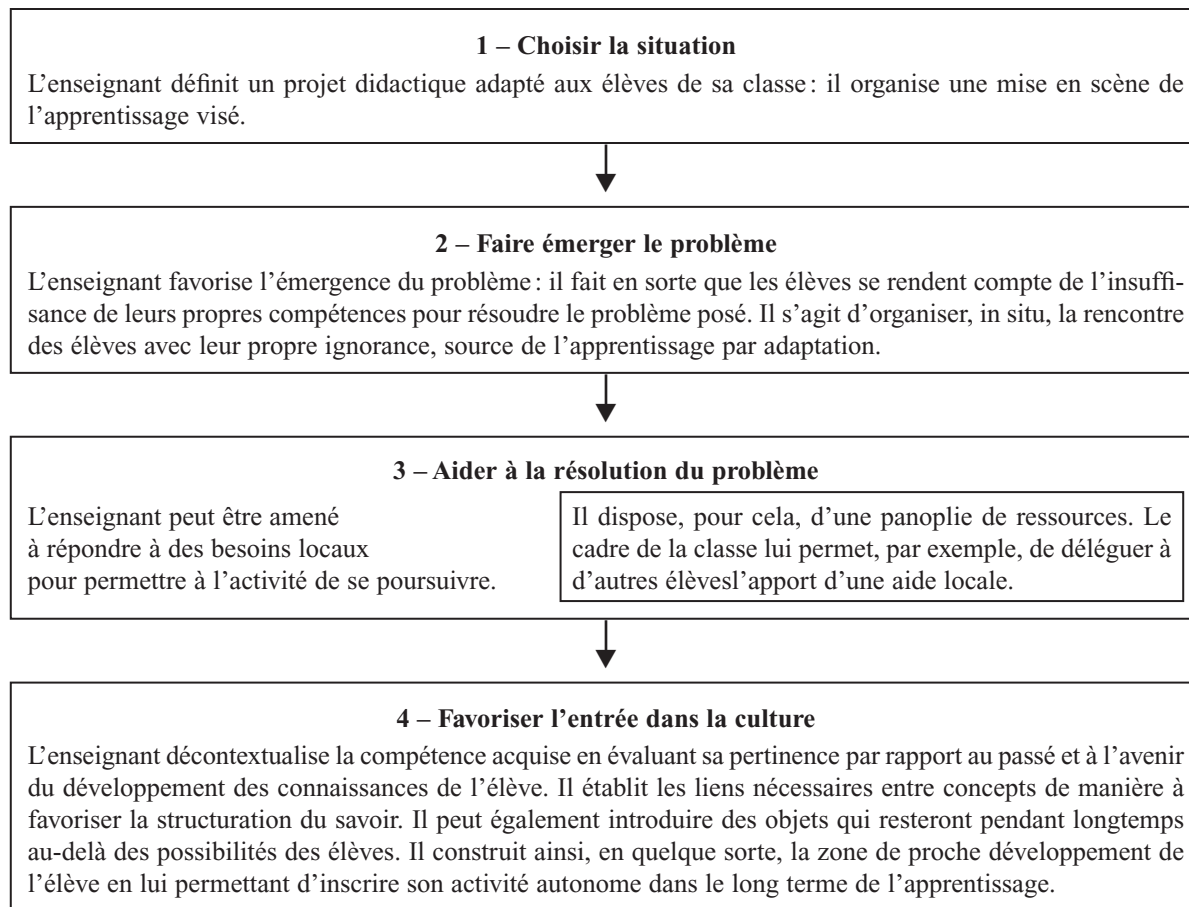 1 – Choisir la situation
L’enseignant définit un projet didactique adapté aux élèves de sa classe : il organise une mise en scène de
l’apprentissage visé.
2 – Faire émerger le problème
L’enseignant favorise l’émergence du problème : il fait en sorte que les élèves se rendent compte de l’insuffi-
sance de leurs propres compétences pour résoudre le problème posé. Il s’agit d’organiser, in situ, la rencontre
des élèves avec leur propre ignorance, source de l’apprentissage par adaptation.
3 – Aider à la résolution du problème
L’enseignant peut être amené
à répondre à des besoins locaux
pour permettre à l’activité de se poursuivre.
Il dispose, pour cela, d’une panoplie de ressources. Le
cadre de la classe lui permet, par exemple, de déléguer à
d’autres élèvesl’apport d’une aide locale.
4 – Favoriser l’entrée dans la culture
L’enseignant décontextualise la compétence acquise en évaluant sa pertinence par rapport au passé et à l’avenir
du développement des connaissances de l’élève. Il établit les liens nécessaires entre concepts de manière à
favoriser la structuration du savoir. Il peut également introduire des objets qui resteront pendant longtemps
au-delà des possibilités des élèves. Il construit ainsi, en quelque sorte, la zone de proche développement de
l’élève en lui permettant d’inscrire son activité autonome dans le long terme de l’apprentissage.